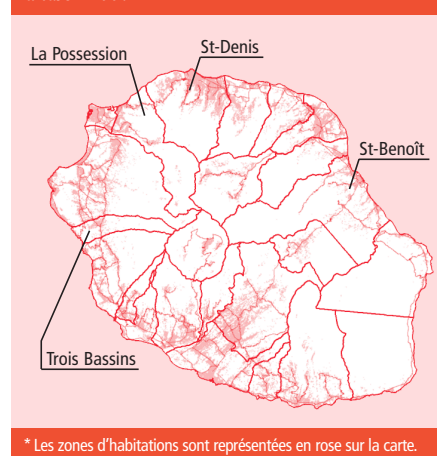 St-Denis
La Possession
St-Benoît
Trois Bassins
* Les zones d'habitations sont représentées en rose sur la carte.